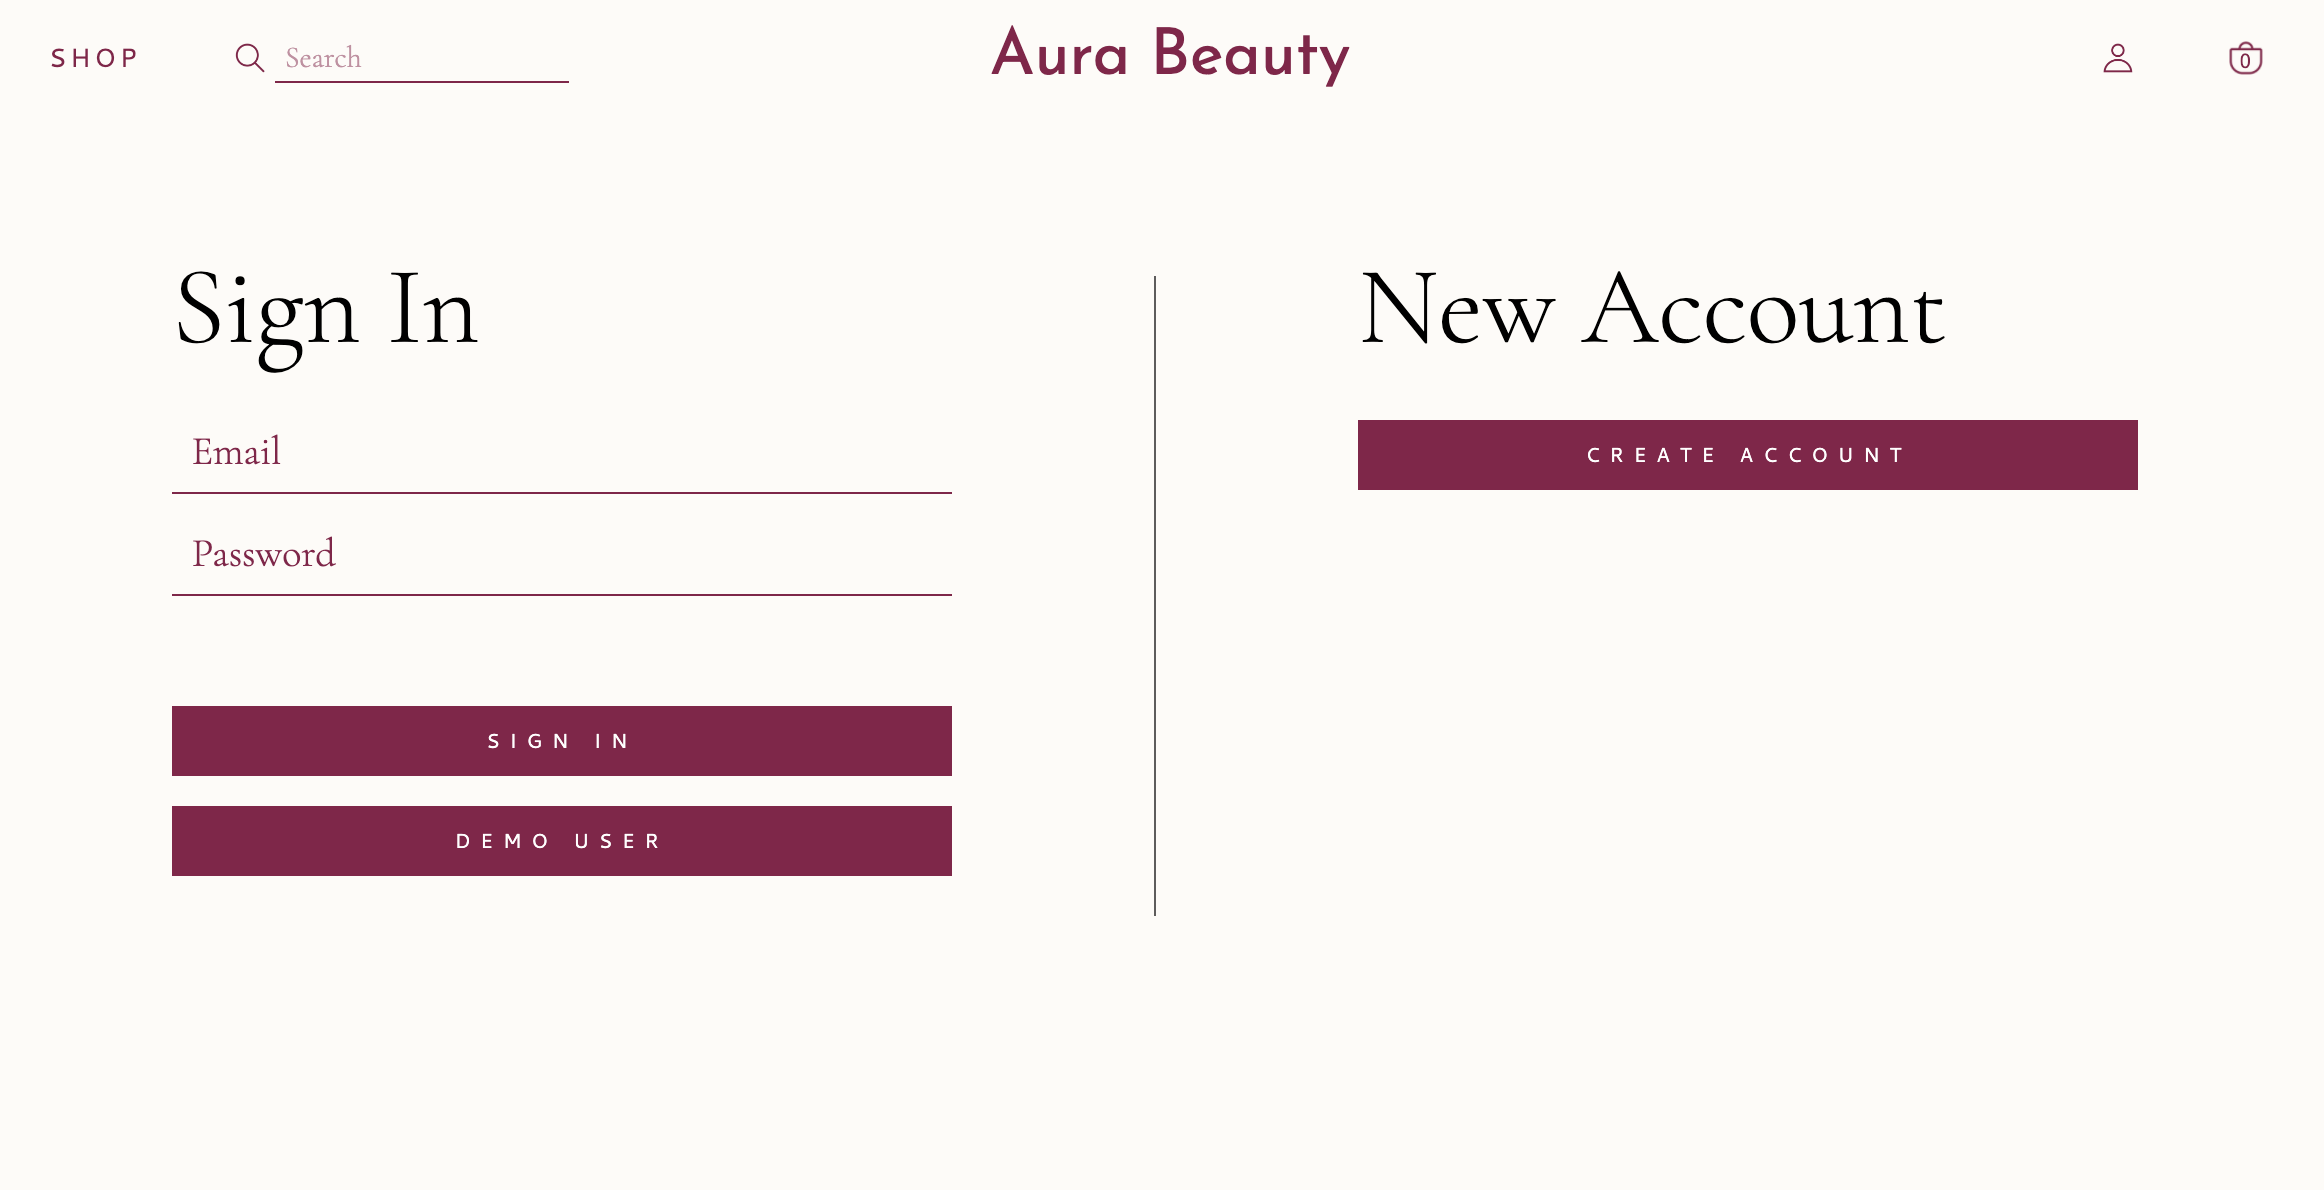 SHOP
Search
Aura Beauty
0
Sign In
Email
Password
SIGN IN
DEMO USER
New Account
CREATE ACCOUNT